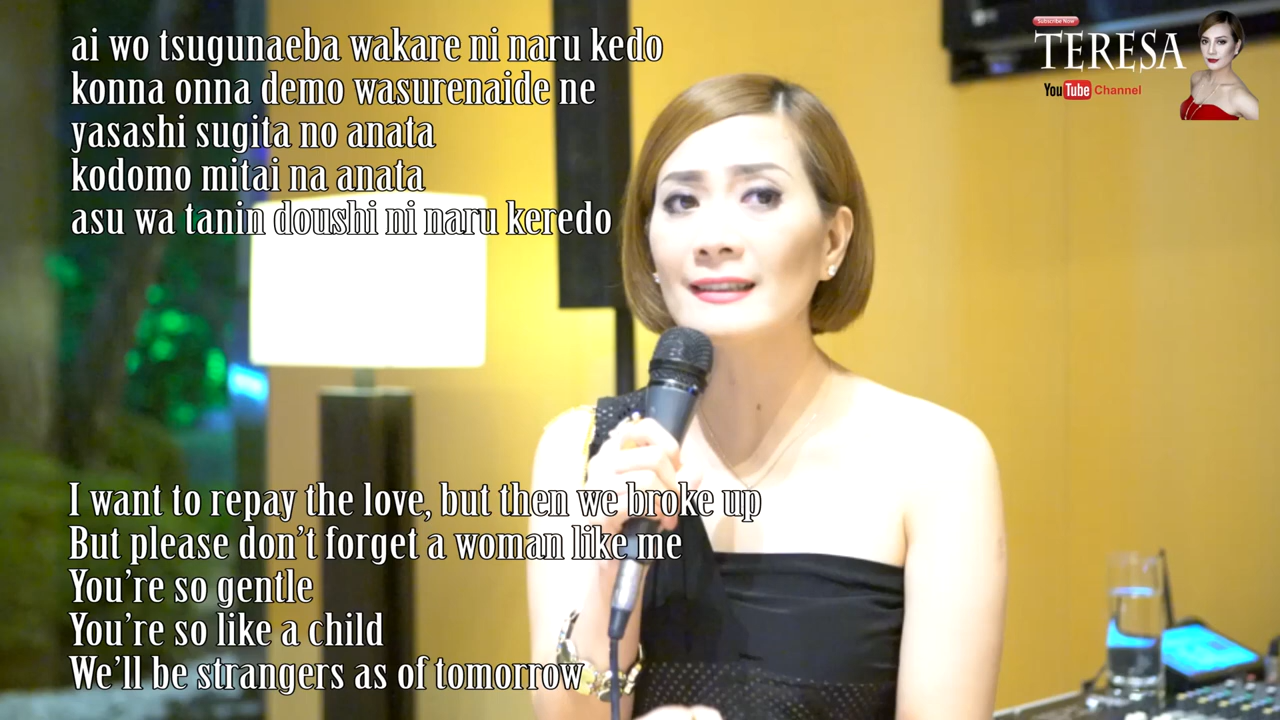 ai wo tsugunaeba wakare ni naru kedo
konna onna demo wasurenaide ne
yasashi sugita no anata
kodomo mitai na anata
asu wa tanin doushi ni naru keredo
Subscribe Now
TERESA
YouTube Channel
I want to repay the love, but then we broke up
But please don't forget a woman like me
You're so gentle
You're so like a child
We'll be strangers as of tomorrow